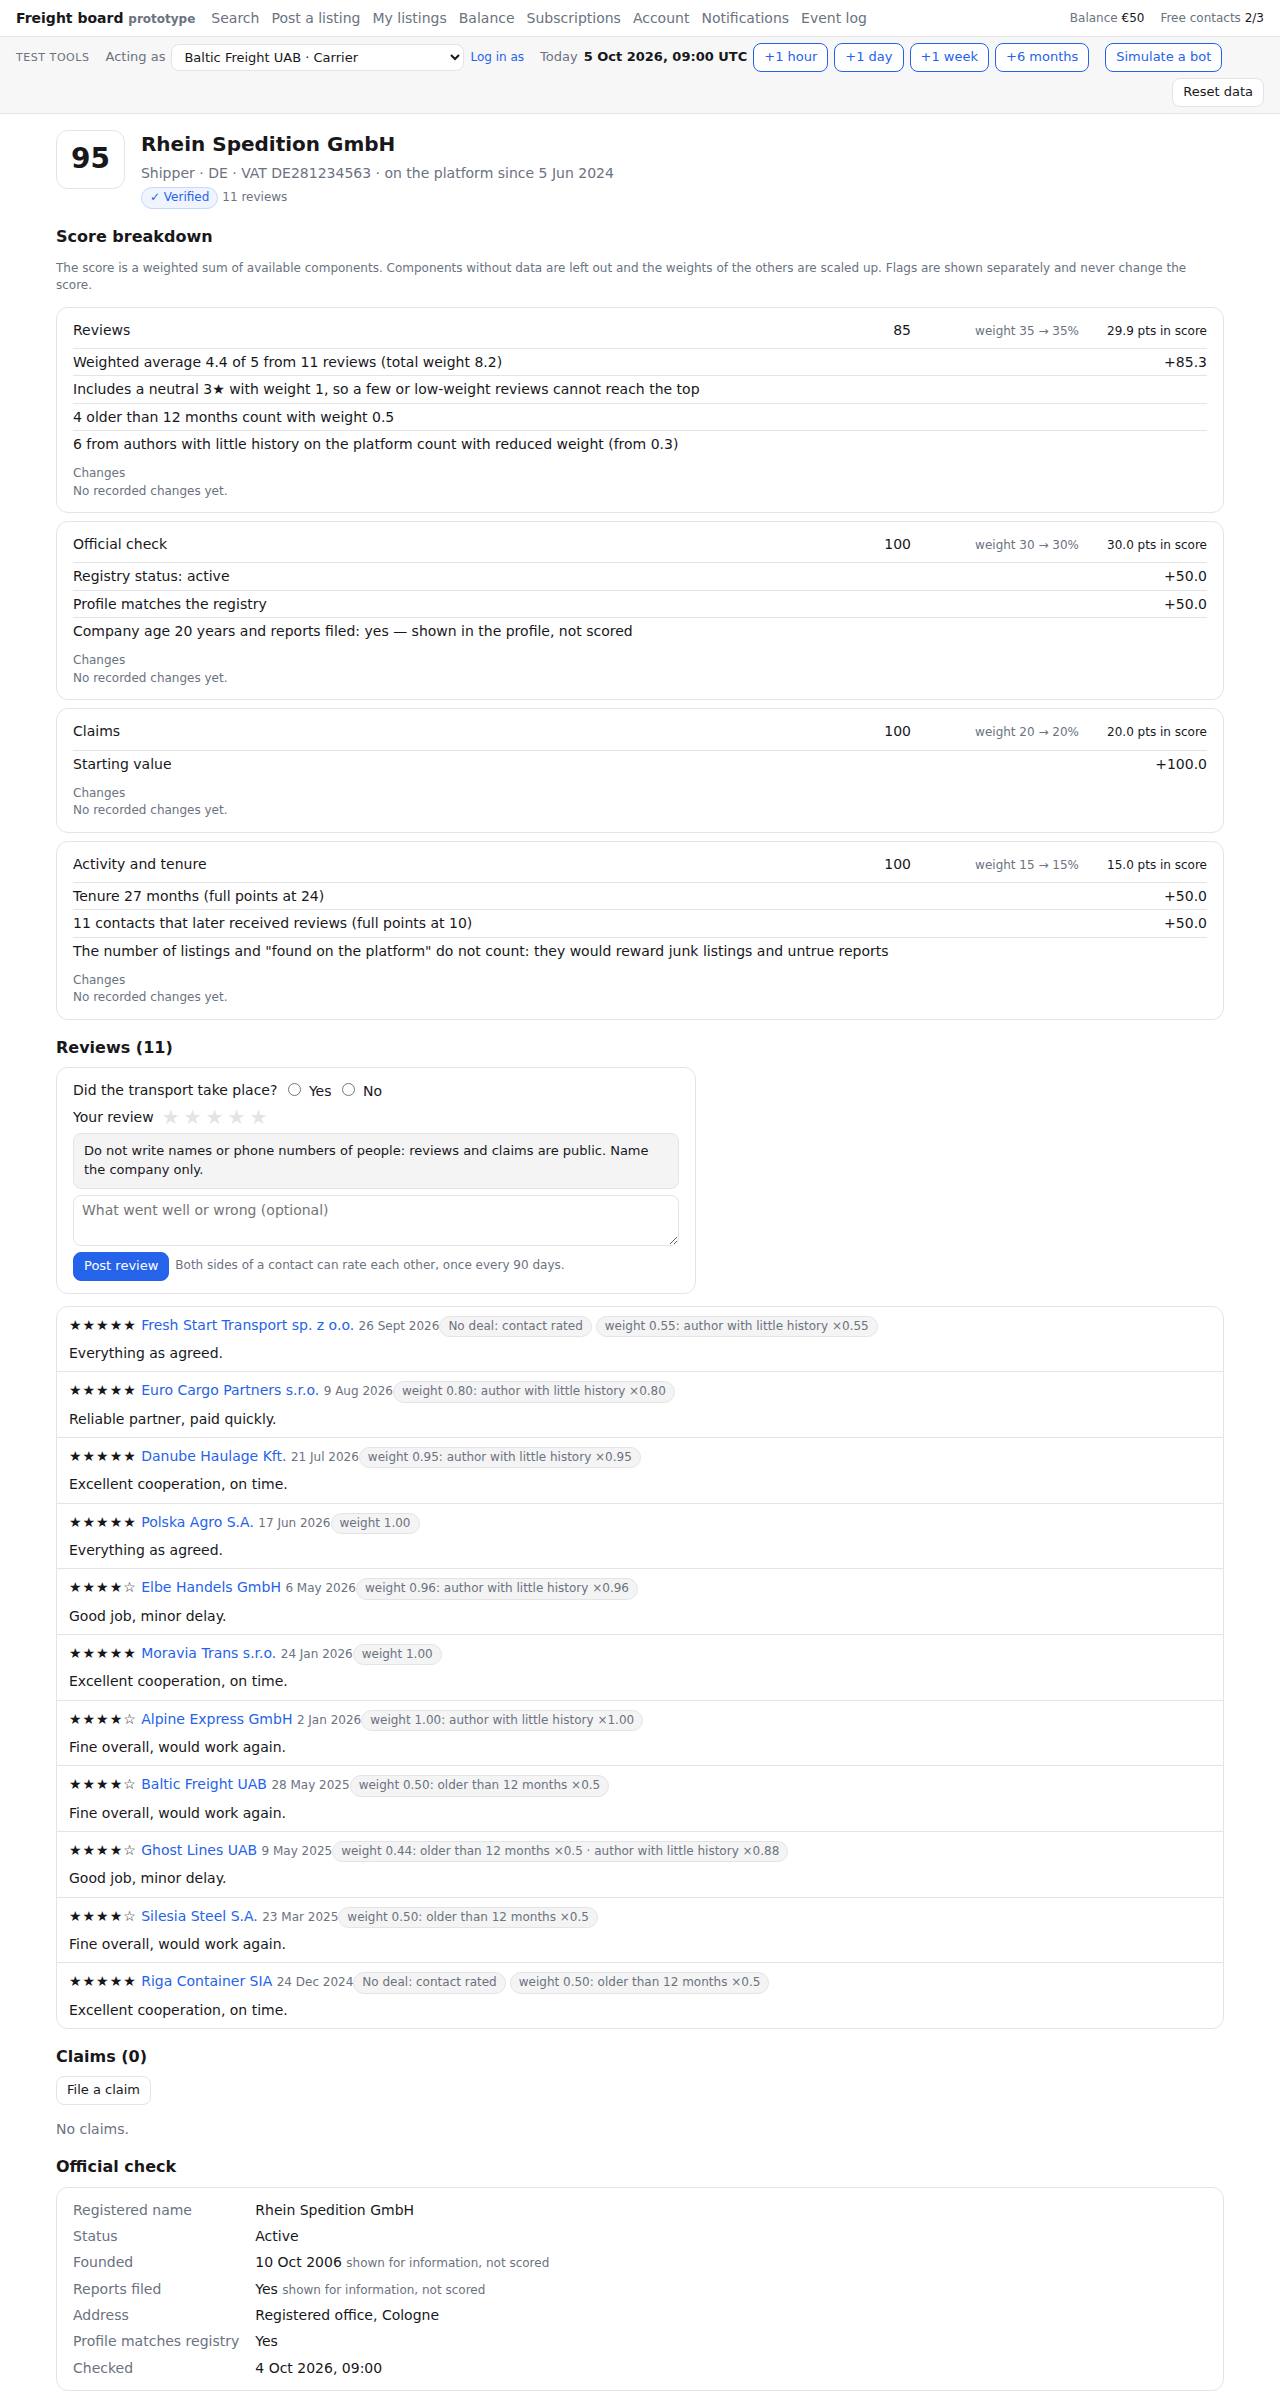 Freight board prototype Search Post a listing My listings Balance Subscriptions Account Notifications Event log Balance €50 Free contacts 2/3
TEST TOOLS Acting as Baltic Freight UAB · Carrier Log in as Today 5 Oct 2026, 09:00 UTC +1 hour +1 day +1 week +6 months Simulate a bot
Reset data
95
Rhein Spedition GmbH
Shipper · DE · VAT DE281234563 · on the platform since 5 Jun 2024
✓ Verified 11 reviews
Score breakdown
The score is a weighted sum of available components. Components without data are left out and the weights of the others are scaled up. Flags are shown separately and never change the
score.
Reviews 85 weight 35 → 35% 29.9 pts in score
Weighted average 4.4 of 5 from 11 reviews (total weight 8.2) +85.3
Includes a neutral 3★ with weight 1, so a few or low-weight reviews cannot reach the top
4 older than 12 months count with weight 0.5
6 from authors with little history on the platform count with reduced weight (from 0.3)
Changes
No recorded changes yet.
Official check 100 weight 30 → 30% 30.0 pts in score
Registry status: active +50.0
Profile matches the registry +50.0
Company age 20 years and reports filed: yes — shown in the profile, not scored
Changes
No recorded changes yet.
Claims 100 weight 20 → 20% 20.0 pts in score
Starting value +100.0
Changes
No recorded changes yet.
Activity and tenure 100 weight 15 → 15% 15.0 pts in score
Tenure 27 months (full points at 24) +50.0
11 contacts that later received reviews (full points at 10) +50.0
The number of listings and "found on the platform" do not count: they would reward junk listings and untrue reports
Changes
No recorded changes yet.
Reviews (11)
Did the transport take place? Yes No
Your review ★ ★ ★ ★ ★
Do not write names or phone numbers of people: reviews and claims are public. Name
the company only.
What went well or wrong (optional)
Post review Both sides of a contact can rate each other, once every 90 days.
★★★★★ Fresh Start Transport sp. z o.o. 26 Sept 2026 No deal: contact rated weight 0.55: author with little history ×0.55
Everything as agreed.
★★★★★ Euro Cargo Partners s.r.o. 9 Aug 2026 weight 0.80: author with little history ×0.80
Reliable partner, paid quickly.
★★★★★ Danube Haulage Kft. 21 Jul 2026 weight 0.95: author with little history ×0.95
Excellent cooperation, on time.
★★★★★ Polska Agro S.A. 17 Jun 2026 weight 1.00
Everything as agreed.
★★★★☆ Elbe Handels GmbH 6 May 2026 weight 0.96: author with little history ×0.96
Good job, minor delay.
★★★★★ Moravia Trans s.r.o. 24 Jan 2026 weight 1.00
Excellent cooperation, on time.
★★★★☆ Alpine Express GmbH 2 Jan 2026 weight 1.00: author with little history ×1.00
Fine overall, would work again.
★★★★☆ Baltic Freight UAB 28 May 2025 weight 0.50: older than 12 months ×0.5
Fine overall, would work again.
★★★★☆ Ghost Lines UAB 9 May 2025 weight 0.44: older than 12 months ×0.5 · author with little history ×0.88
Good job, minor delay.
★★★★☆ Silesia Steel S.A. 23 Mar 2025 weight 0.50: older than 12 months ×0.5
Fine overall, would work again.
★★★★★ Riga Container SIA 24 Dec 2024 No deal: contact rated weight 0.50: older than 12 months ×0.5
Excellent cooperation, on time.
Claims (0)
File a claim
No claims.
Official check
Registered name Rhein Spedition GmbH
Status Active
Founded 10 Oct 2006 shown for information, not scored
Reports filed Yes shown for information, not scored
Address Registered office, Cologne
Profile matches registry Yes
Checked 4 Oct 2026, 09:00